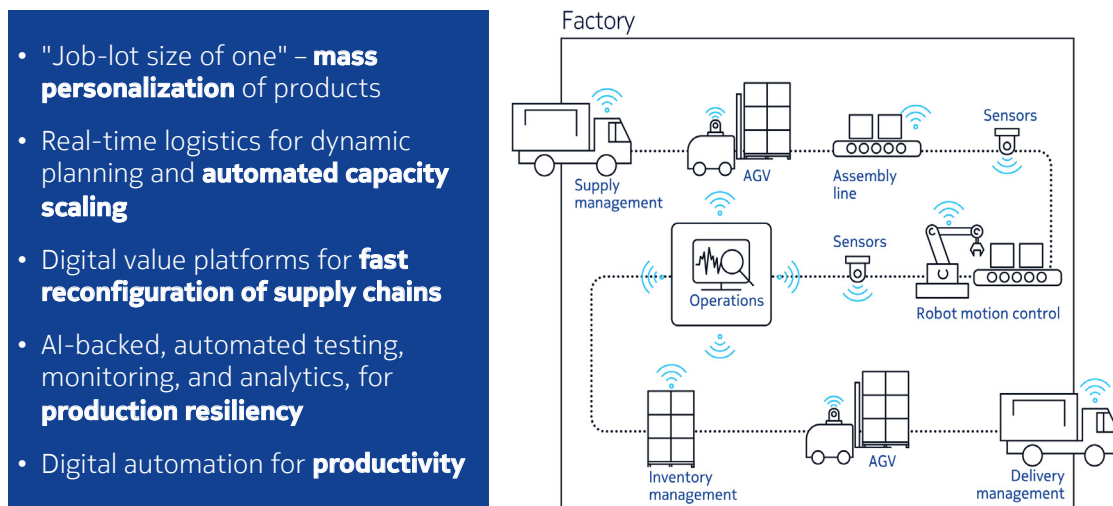 • "Job-lot size of one" – mass
personalization of products
• Real-time logistics for dynamic
planning and automated capacity
scaling
• Digital value platforms for fast
reconfiguration of supply chains
• AI-backed, automated testing,
monitoring, and analytics, for
production resiliency
• Digital automation for productivity
Factory
Supply
management
AGV
Assembly
line
Sensors
Operations
Sensors
Robot motion control
Inventory
management
AGV
Delivery
management